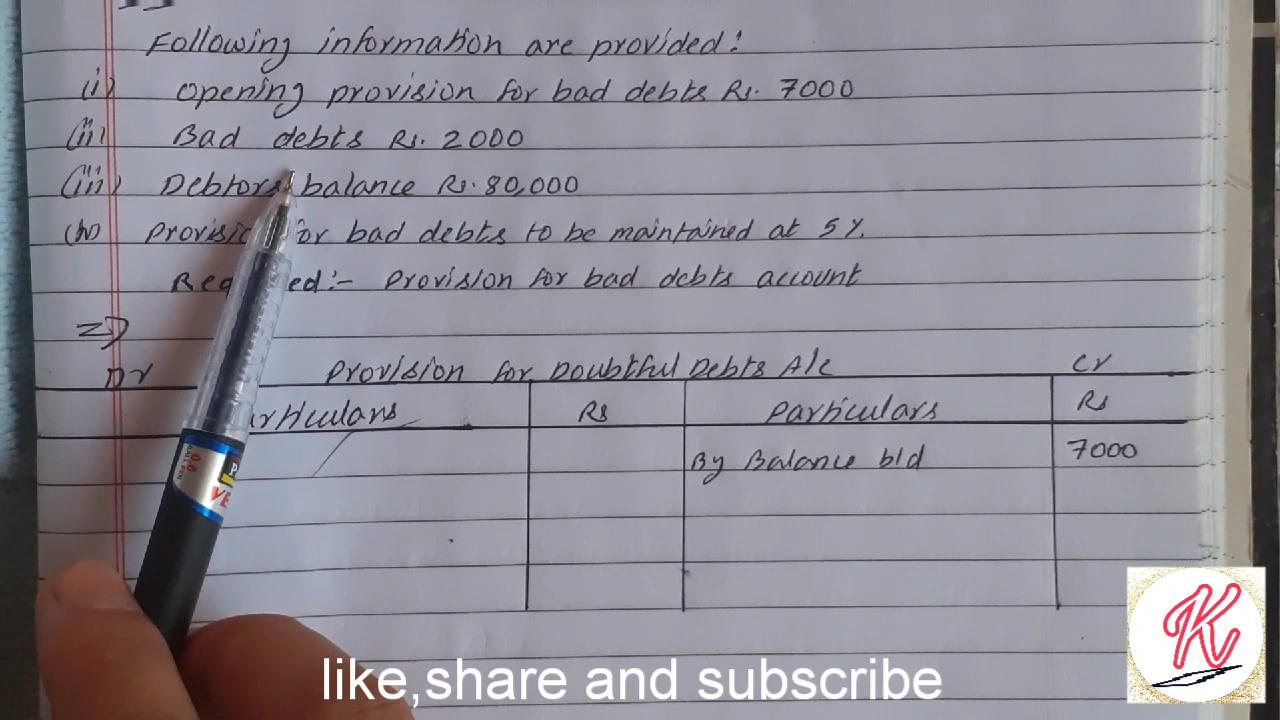 Following information are provided:
(i) Opening provision for bad debts Rs. 7000
(ii) Bad debts Rs. 2000
(iii) Debtors balance Rs. 80,000
(iv) for bad debts to be maintained at 5%.
:- Provision for bad debts account
=>
Dr Provision for Doubtful Debts A/c Cr
Rs Particulars Rs
By Balance b/d 7000
like,share and subscribe
K